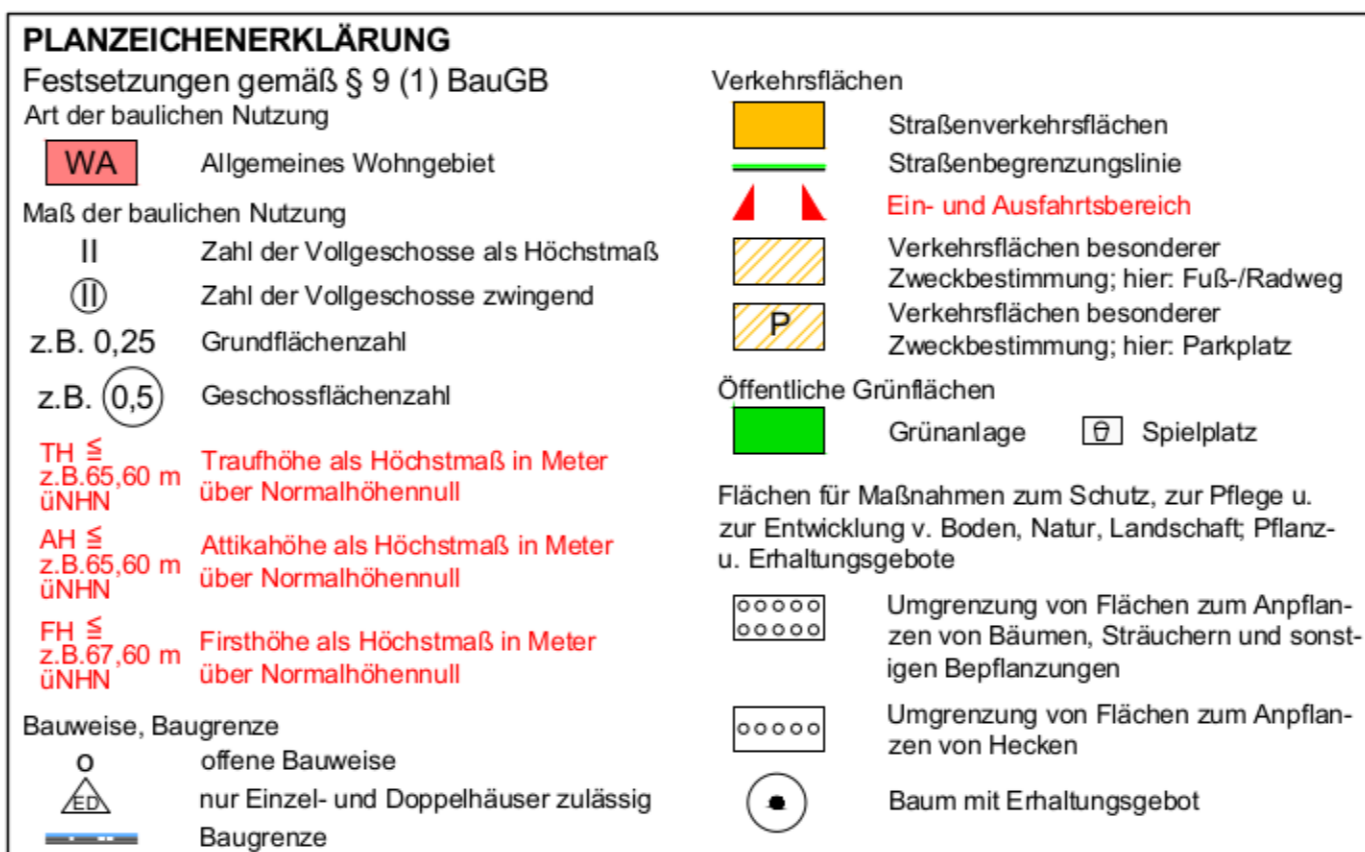 PLANZEICHENERKLÄRUNG
Festsetzungen gemäß § 9 (1) BauGB
Art der baulichen Nutzung
WA Allgemeines Wohngebiet
Maß der baulichen Nutzung
II Zahl der Vollgeschosse als Höchstmaß
II Zahl der Vollgeschosse zwingend
z.B. 0,25 Grundflächenzahl
z.B. 0,5 Geschossflächenzahl
TH ≦
z.B.65,60 m
üNHN
Traufhöhe als Höchstmaß in Meter
über Normalhöhennull
AH ≦
z.B.65,60 m
üNHN
Attikahöhe als Höchstmaß in Meter
über Normalhöhennull
FH ≦
z.B.67,60 m
üNHN
Firsthöhe als Höchstmaß in Meter
über Normalhöhennull
Bauweise, Baugrenze
o offene Bauweise
ED nur Einzel- und Doppelhäuser zulässig
Baugrenze
Verkehrsflächen
Straßenverkehrsflächen
Straßenbegrenzungslinie
Ein- und Ausfahrtsbereich
Verkehrsflächen besonderer
Zweckbestimmung; hier: Fuß-/Radweg
P Verkehrsflächen besonderer
Zweckbestimmung; hier: Parkplatz
Öffentliche Grünflächen
Grünanlage Spielplatz
Flächen für Maßnahmen zum Schutz, zur Pflege u.
zur Entwicklung v. Boden, Natur, Landschaft; Pflanz-
u. Erhaltungsgebote
Umgrenzung von Flächen zum Anpflan-
zen von Bäumen, Sträuchern und sonst-
igen Bepflanzungen
Umgrenzung von Flächen zum Anpflan-
zen von Hecken
Baum mit Erhaltungsgebot